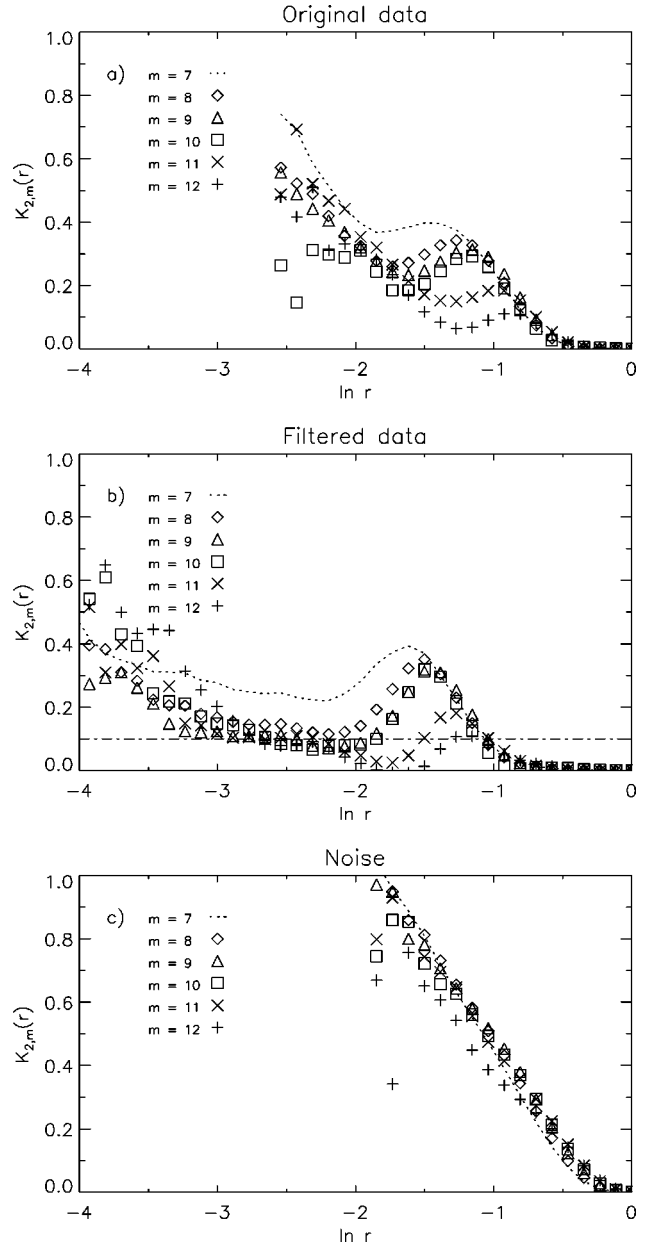 Original data
a)
m = 7
m = 8
m = 9
m = 10
m = 11
m = 12
1.0
0.8
0.6
0.4
0.2
0.0
K2,m(r)
-4 -3 -2 -1 0
ln r
Filtered data
b)
m = 7
m = 8
m = 9
m = 10
m = 11
m = 12
1.0
0.8
0.6
0.4
0.2
0.0
K2,m(r)
-4 -3 -2 -1 0
ln r
Noise
c)
m = 7
m = 8
m = 9
m = 10
m = 11
m = 12
1.0
0.8
0.6
0.4
0.2
0.0
K2,m(r)
-4 -3 -2 -1 0
ln r